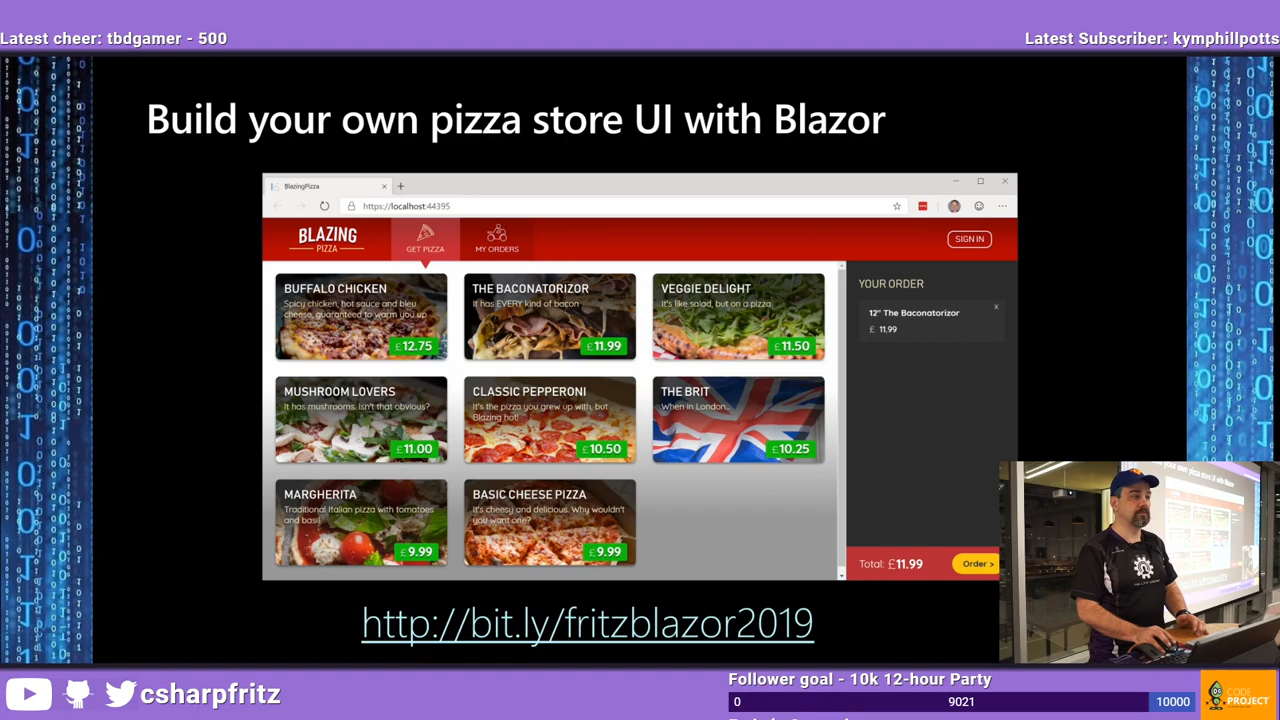 Latest cheer: tbdgamer - 500
Latest Subscriber: kymphillpotts
Build your own pizza store UI with Blazor
BlazingPizza
https://localhost:44395
BLAZING
PIZZA
GET PIZZA
MY ORDERS
SIGN IN
BUFFALO CHICKEN
Spicy chicken, hot sauce and bleu
cheese, guaranteed to warm you up
£12.75
THE BACONATORIZOR
It has EVERY kind of bacon
£11.99
VEGGIE DELIGHT
It's like salad, but on a pizza
£11.50
MUSHROOM LOVERS
It has mushrooms. Isn't that obvious?
£11.00
CLASSIC PEPPERONI
It's the pizza you grew up with, but
Blazing hot!
£10.50
THE BRIT
When in London...
£10.25
MARGHERITA
Traditional Italian pizza with tomatoes
and basil
£9.99
BASIC CHEESE PIZZA
It's cheesy and delicious. Why wouldn't
you want one?
£9.99
YOUR ORDER
12" The Baconatorizor
£ 11.99
Total: £11.99
Order >
http://bit.ly/fritzblazor2019
csharpfritz
Follower goal - 10k 12-hour Party
0
9021
10000
CODE
PROJECT